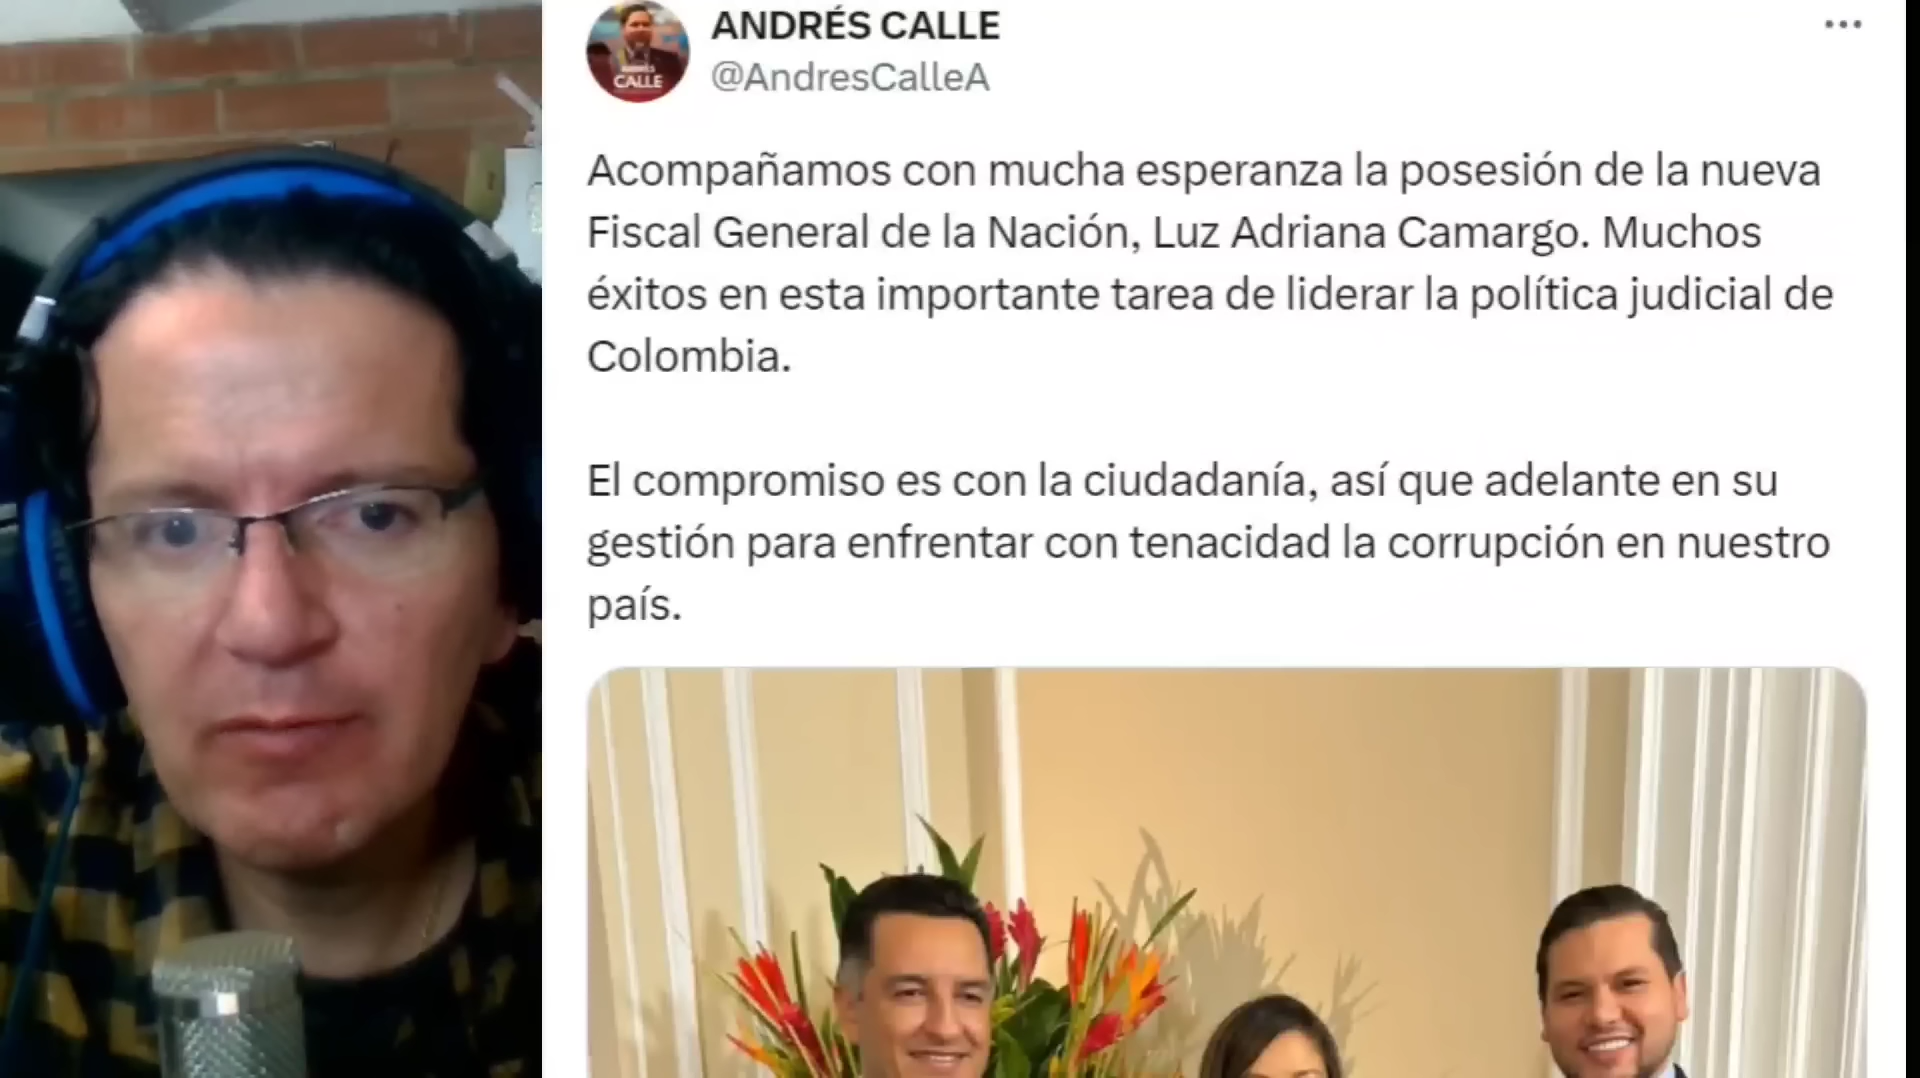 ANDRÉS CALLE
@AndresCalleA
CALLE
Acompañamos con mucha esperanza la posesión de la nueva
Fiscal General de la Nación, Luz Adriana Camargo. Muchos
éxitos en esta importante tarea de liderar la política judicial de
Colombia.
El compromiso es con la ciudadanía, así que adelante en su
gestión para enfrentar con tenacidad la corrupción en nuestro
país.